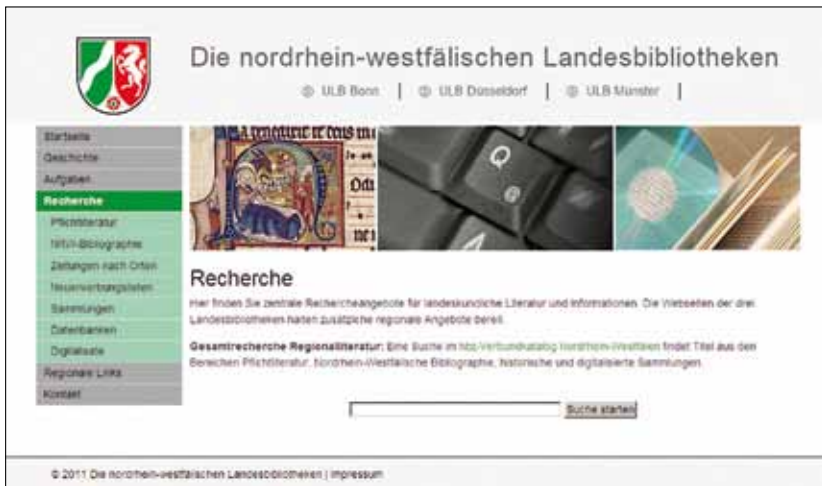 Die nordrhein-westfälischen Landesbibliotheken
ULB Bonn | ULB Düsseldorf | ULB Münster |
Startseite
Geschichte
Aufgaben
Recherche
Pflichtliteratur
NRW-Bibliographie
Zeitungen nach Orten
Neuerwerbungslisten
Sammlungen
Datenbanken
Digitalisate
Regionale Links
Kontakt
Q
@
Recherche
Hier finden Sie zentrale Rechercheangebote für landeskundliche Literatur und Informationen. Die Webseiten der drei
Landesbibliotheken halten zusätzliche regionale Angebote bereit.
Gesamtrecherche Regionalliteratur: Eine Suche im hbz-Verbundkatalog Nordrhein-Westfalen findet Titel aus den
Bereichen Pflichtliteratur, Nordrhein-Westfälische Bibliographie, historische und digitalisierte Sammlungen.
Suche starten
© 2011 Die nordrhein-westfälischen Landesbibliotheken | Impressum